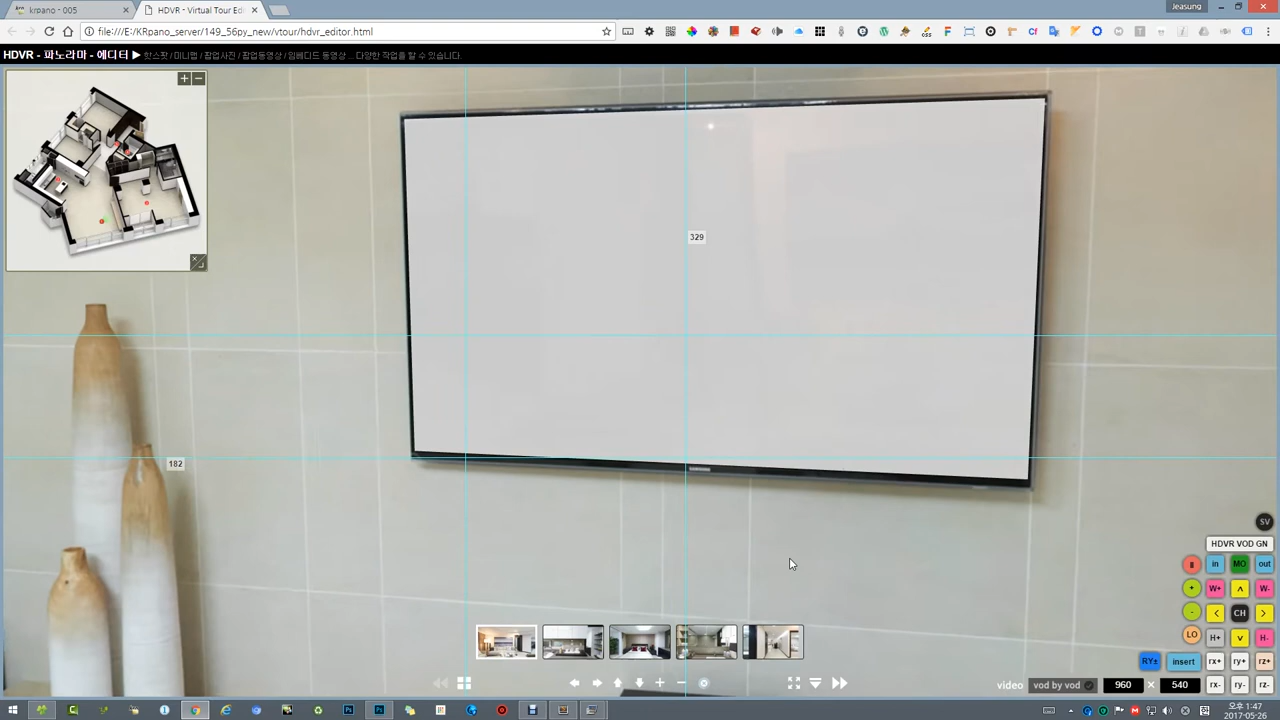 krpano - 005
HDVR - Virtual Tour Edi
Jeasung
file:///E:/KRpano_server/149_56py_new/vtour/hdvr_editor.html
HDVR - 파노라마 - 에디터 ▶ 핫스팟 / 미니맵 / 팝업사진 / 팝업동영상 / 임베디드 동영상 ... 다양한 작업을 할 수 있습니다.
329
182
SAMSUNG
SV
HDVR VOD GN
in MO out
+ W+ ʌ W-
- < CH >
LO H+ v H-
RY± insert rx+ ry+ rz+
video vod by vod 960 × 540 rx- ry- rz-
오후 1:47
2017-05-26